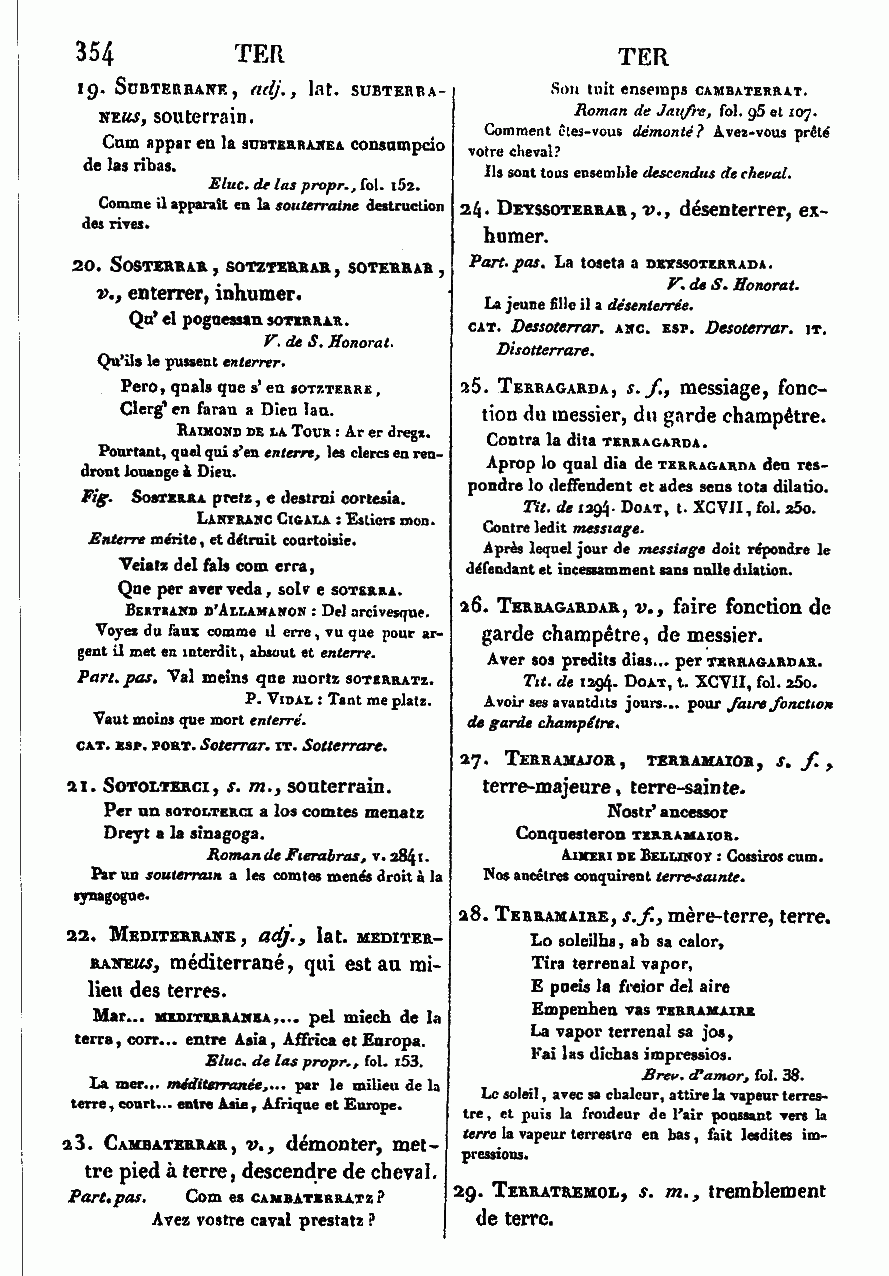 354 TER TER
19. Subterrane, adj., lat. subterra-
neus, souterrain.
Cum appar en la subterranea consumpcio
de las ribas.
Eluc. de las propr., fol. 152.
Comme il apparaît en la souterraine destruction
des rives.
20. Sosterrar, sotzterrar, soterrar,
v., enterrer, inhumer.
Qu' el poguessan soterrar.
V. de S. Honorat.
Qu'ils le pussent enterrer.
Pero, quals que s' en sotzterre,
Clerg' en farau a Dieu lau.
Raimond de la Tour : Ar er dregz.
Pourtant, quel qui s'en enterre, les clercs en ren-
dront louange à Dieu.
Fig. Sosterra pretz, e destrui cortesia.
Lanfranc Cigala : Estiers mon.
Enterre mérite, et détruit courtoisie.
Veiatz del fals com erra,
Que per aver veda, solv e soterra.
Bertrand d'Allamanon : Del arcivesque.
Voyez du faux comme il erre, vu que pour ar-
gent il met en interdit, absout et enterre.
Part. pas. Val meins que mortz soterratz.
P. Vidal : Tant me platz.
Vaut moins que mort enterré.
cat. esp. port. Soterrar. it. Sotterrare.
21. Sotolterci, s. m., souterrain.
Per un sotolterci a los comtes menatz
Dreyt a la sinagoga.
Roman de Fierabras, v. 2841.
Par un souterrain a les comtes menés droit à la
synagogue.
22. Mediterrane, adj., lat. mediter-
raneus, méditerrané, qui est au mi-
lieu des terres.
Mar... mediterranea,... pel miech de la
terra, corr... entre Asia, Affrica et Europa.
Eluc. de las propr., fol. 153.
La mer... méditerranée,... par le milieu de la
terre, court... entre Asie, Afrique et Europe.
23. Cambaterrar, v., démonter, met-
tre pied à terre, descendre de cheval.
Part. pas. Com es cambaterratz?
Avez vostre caval prestatz?
Son tuit ensemps cambaterrat.
Roman de Jaufre, fol. 95 et 107.
Comment êtes-vous démonté? Avez-vous prêté
votre cheval?
Ils sont tous ensemble descendus de cheval.
24. Deyssoterrar, v., désenterrer, ex-
humer.
Part. pas. La toseta a deyssoterrada.
V. de S. Honorat.
La jeune fille il a désenterrée.
cat. Dessoterrar. anc. esp. Desoterrar. it.
Disotterrare.
25. Terragarda, s. f., messiage, fonc-
tion du messier, du garde champêtre.
Contra la dita terragarda.
Aprop lo qual dia de terragarda deu res-
pondre lo deffendent et ades sens tota dilatio.
Tit. de 1294. Doat, t. XCVII, fol. 250.
Contre ledit messiage.
Après lequel jour de messiage doit répondre le
défendant et incessamment sans nulle dilation.
26. Terragardar, v., faire fonction de
garde champêtre, de messier.
Aver sos predits dias... per terragardar.
Tit. de 1294. Doat, t. XCVII, fol. 250.
Avoir ses avantdits jours... pour faire fonction
de garde champêtre.
27. Terramajor, terramaior, s. f.,
terre-majeure, terre-sainte.
Nostr' ancessor
Conquesteron terramaior.
Aimeri de Bellinoy : Cossiros cum.
Nos ancêtres conquirent terre-sainte.
28. Terramaire, s. f., mère-terre, terre.
Lo soleilhs, ab sa calor,
Tira terrenal vapor,
E pueis la freior del aire
Empenhen vas terramaire
La vapor terrenal sa jos,
Fai las dichas impressios.
Brev. d'amor, fol. 38.
Le soleil, avec sa chaleur, attire la vapeur terres-
tre, et puis la froideur de l'air poussant vers la
terre la vapeur terrestre en bas, fait lesdites im-
pressions.
29. Terratremol, s. m., tremblement
de terre.